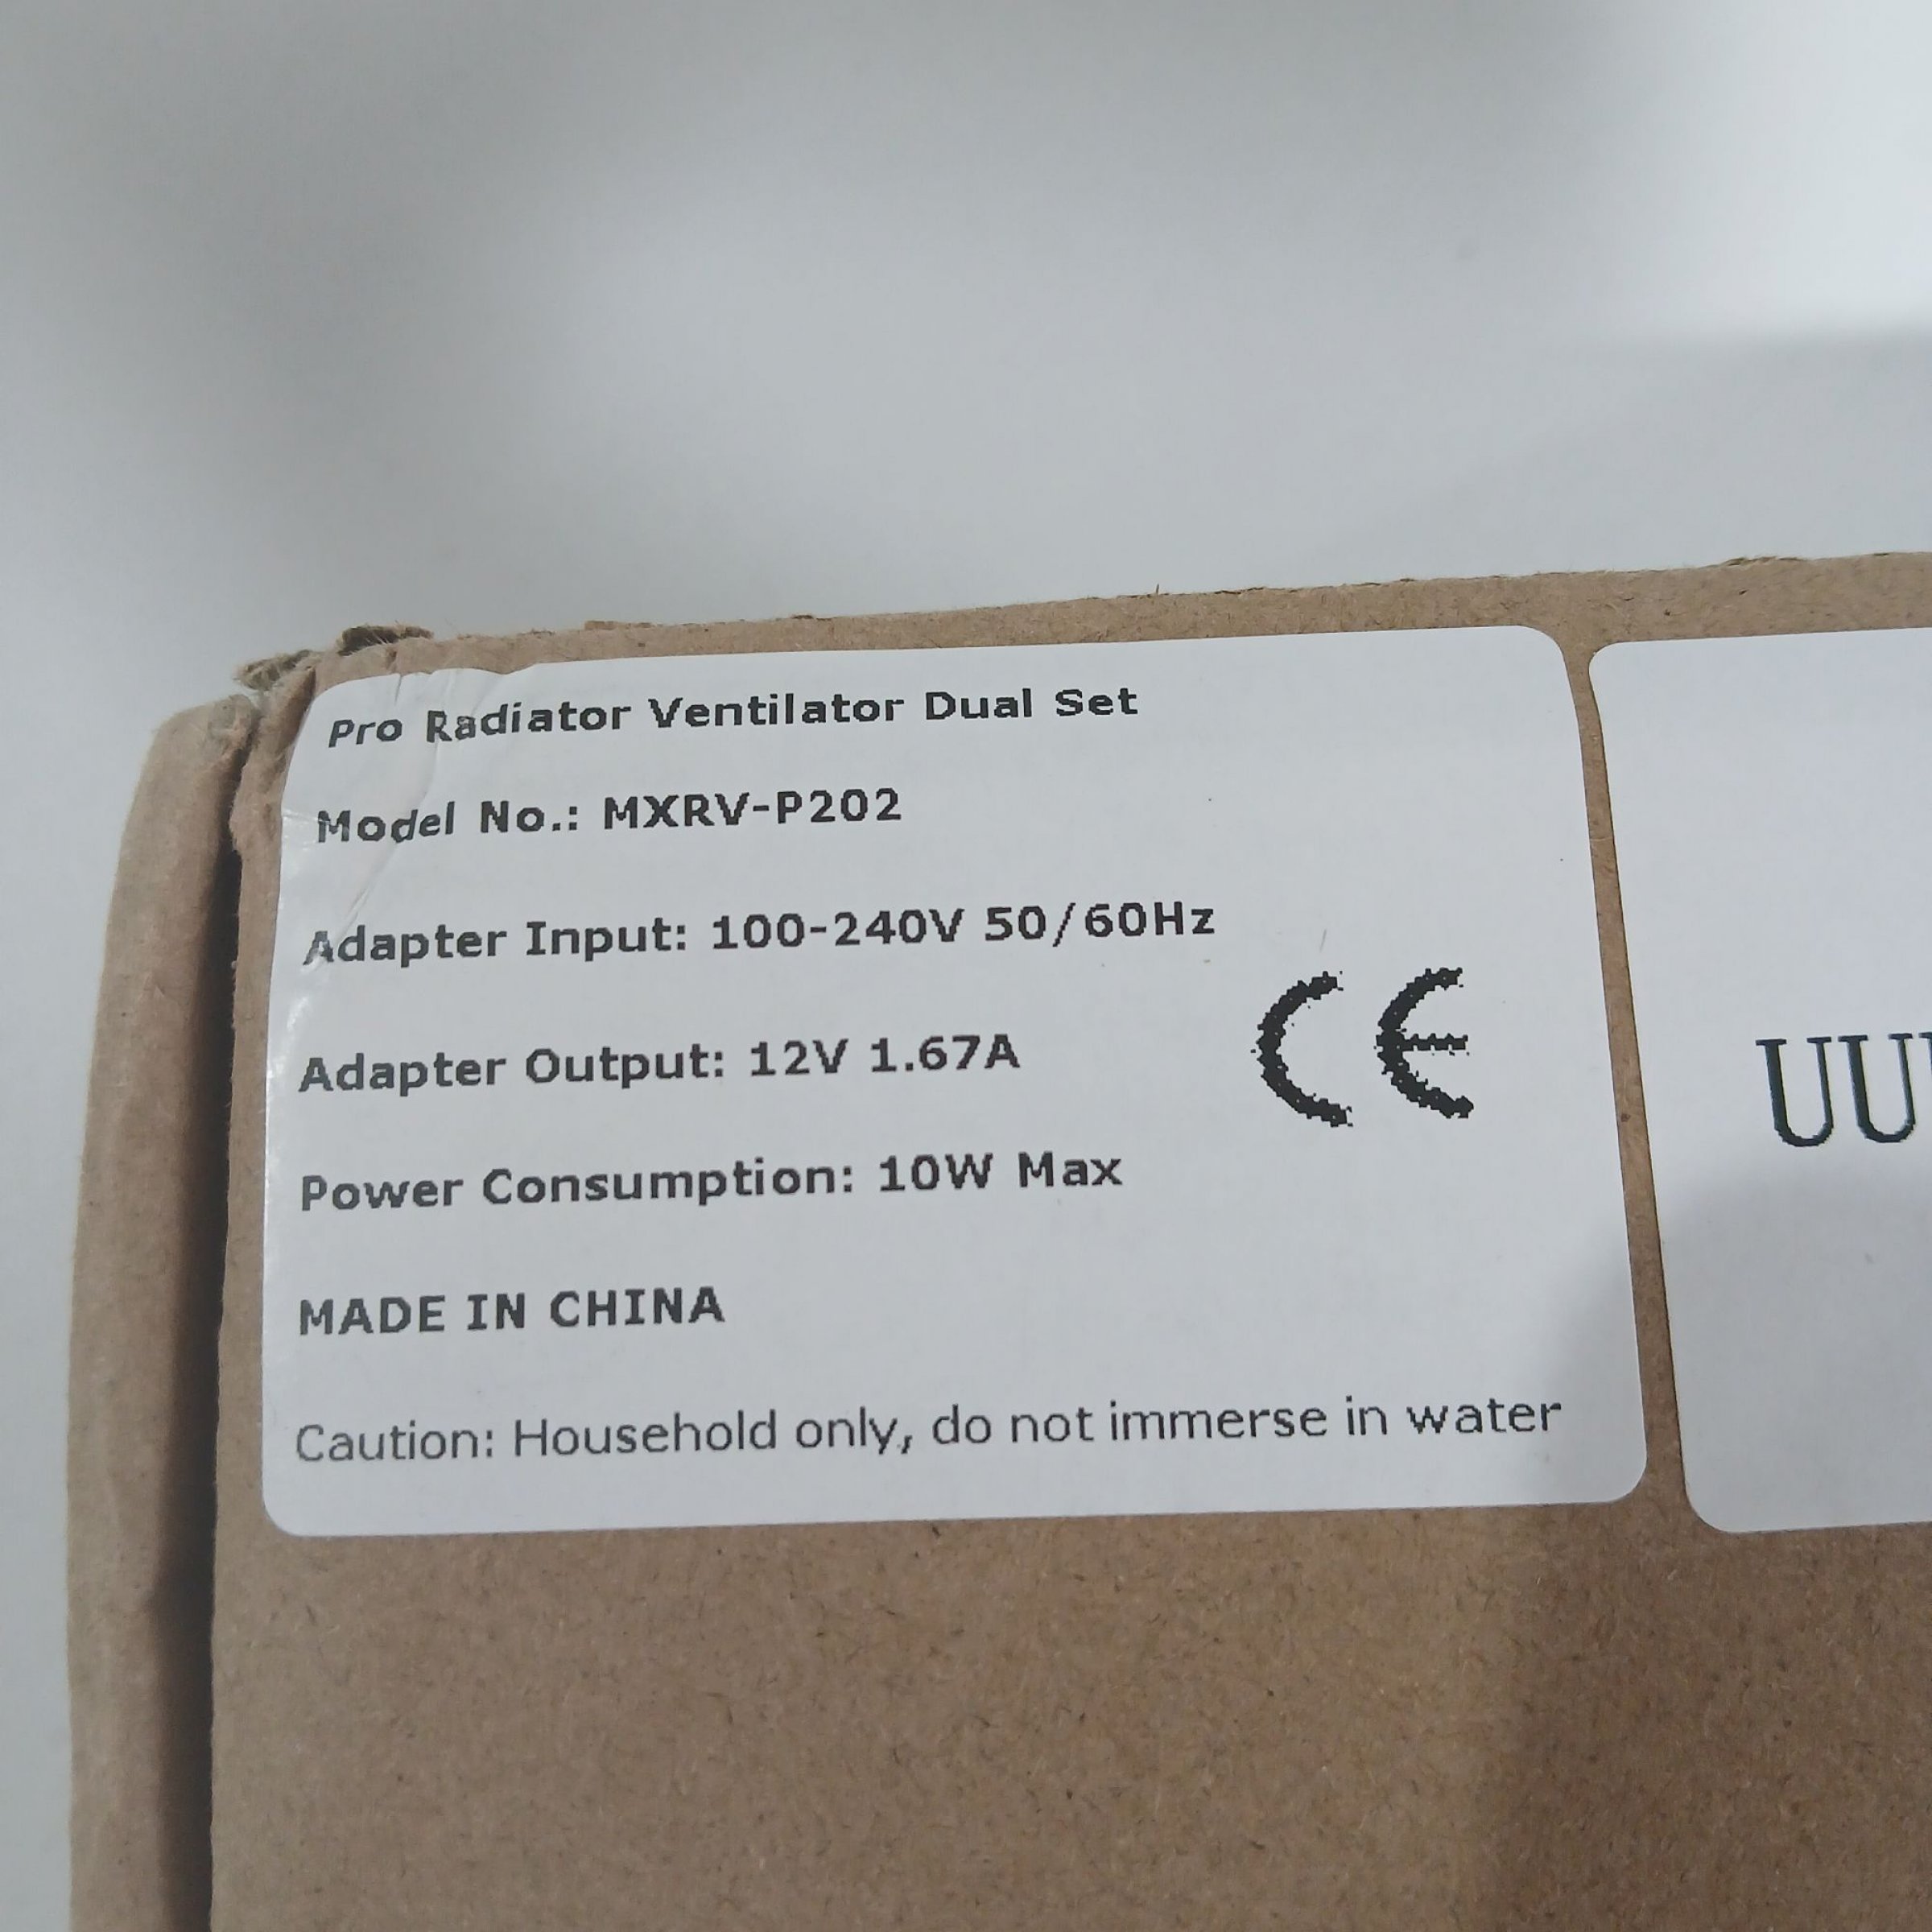 Pro Radiator Ventilator Dual Set
Model No.: MXRV-P202
Adapter Input: 100-240V 50/60Hz
Adapter Output: 12V 1.67A
CE
Power Consumption: 10W Max
MADE IN CHINA
Caution: Household only, do not immerse in water